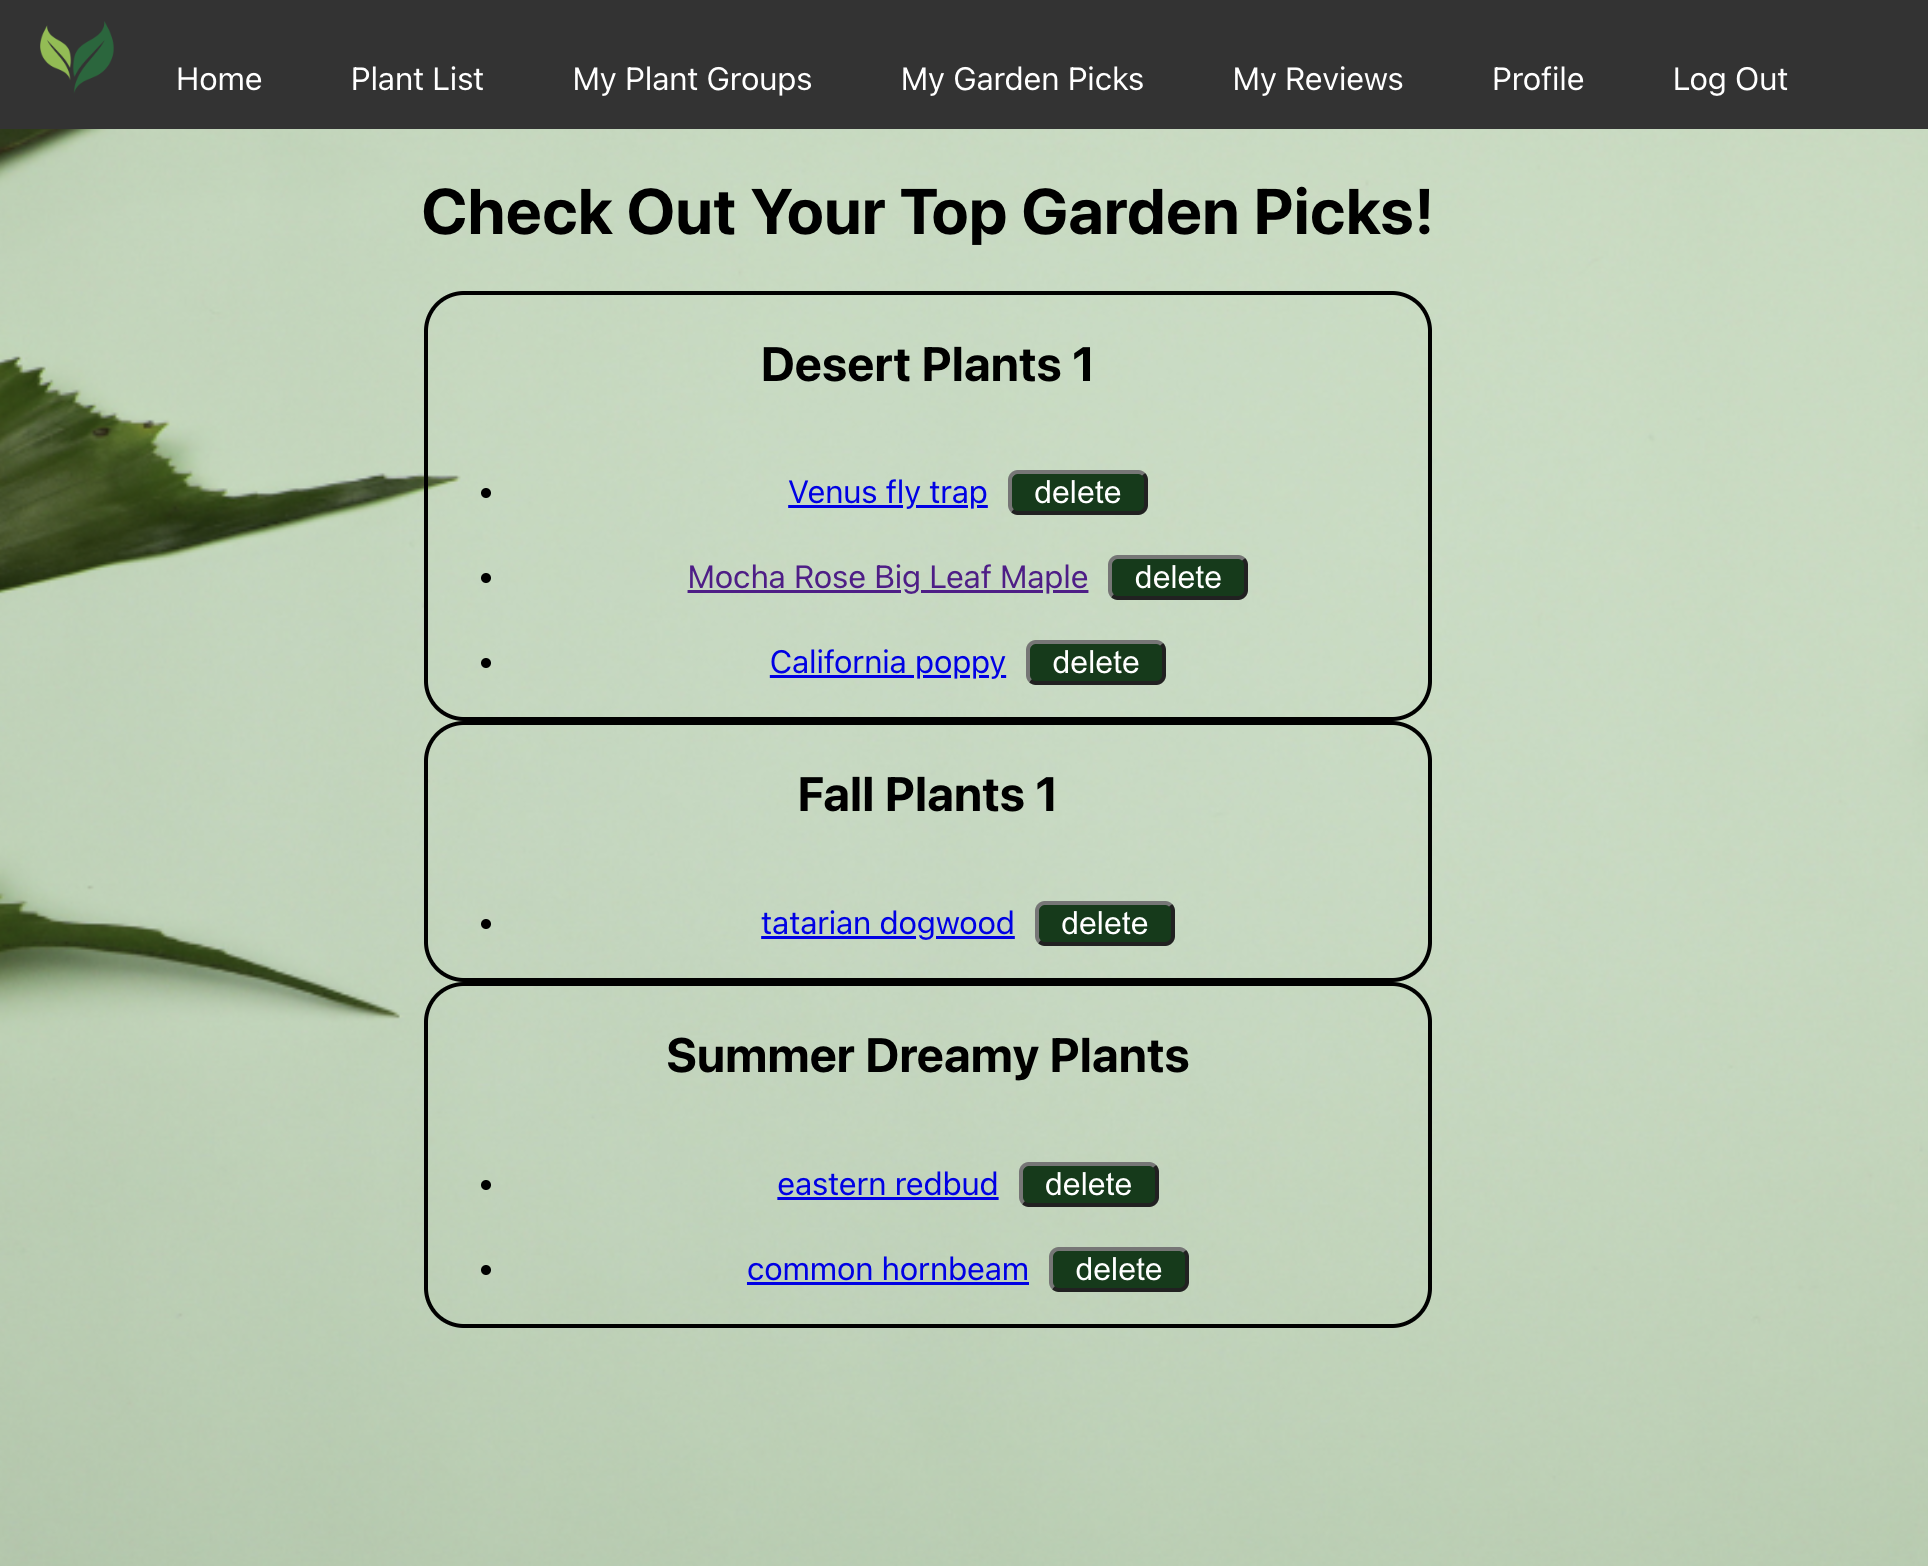 Home Plant List My Plant Groups My Garden Picks My Reviews Profile Log Out
Check Out Your Top Garden Picks!
Desert Plants 1
Venus fly trap delete
Mocha Rose Big Leaf Maple delete
California poppy delete
Fall Plants 1
tatarian dogwood delete
Summer Dreamy Plants
eastern redbud delete
common hornbeam delete